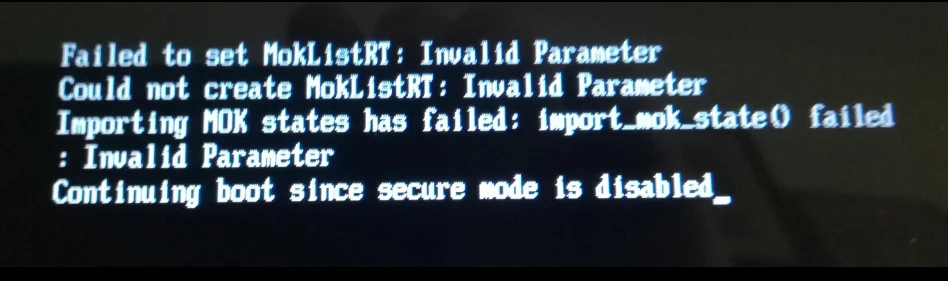 Failed to set MokListRT: Invalid Parameter
Could not create MokListRT: Invalid Parameter
Importing MOK states has failed: import_mok_state() failed
: Invalid Parameter
Continuing boot since secure mode is disabled_